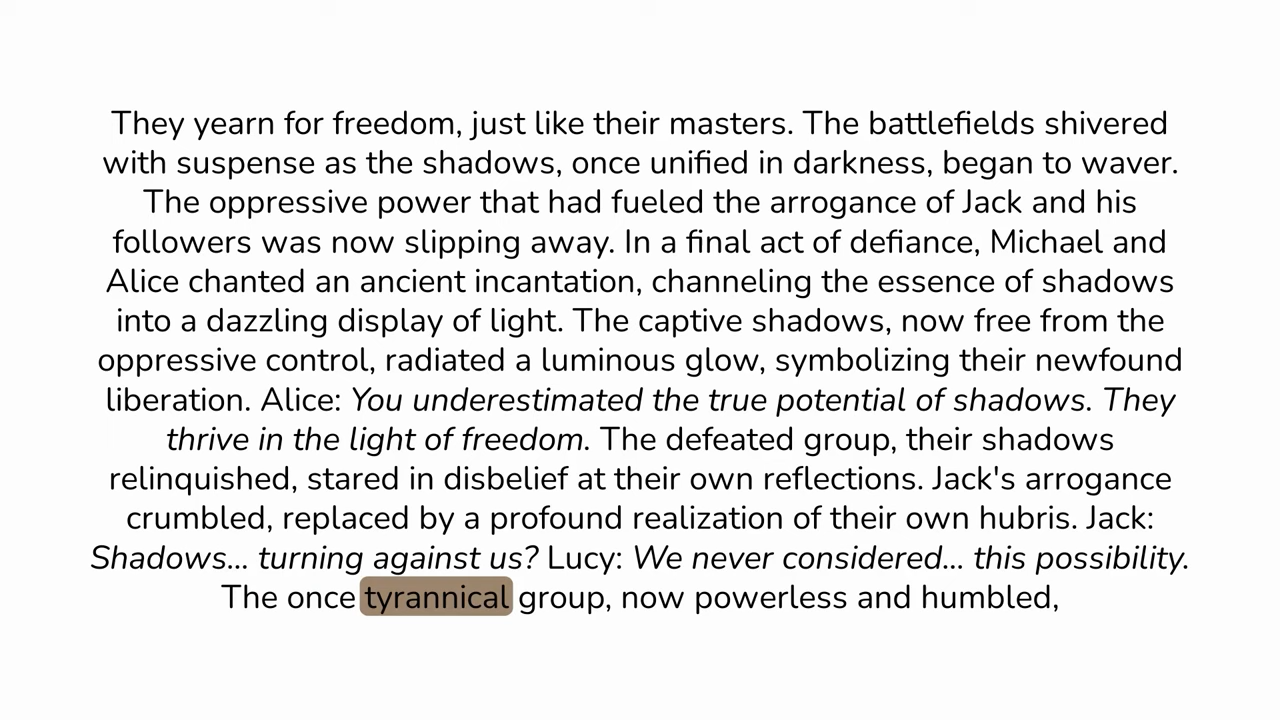 They yearn for freedom, just like their masters. The battlefields shivered
with suspense as the shadows, once unified in darkness, began to waver.
The oppressive power that had fueled the arrogance of Jack and his
followers was now slipping away. In a final act of defiance, Michael and
Alice chanted an ancient incantation, channeling the essence of shadows
into a dazzling display of light. The captive shadows, now free from the
oppressive control, radiated a luminous glow, symbolizing their newfound
liberation. Alice: You underestimated the true potential of shadows. They
thrive in the light of freedom. The defeated group, their shadows
relinquished, stared in disbelief at their own reflections. Jack's arrogance
crumbled, replaced by a profound realization of their own hubris. Jack:
Shadows... turning against us? Lucy: We never considered... this possibility.
The once tyrannical group, now powerless and humbled,